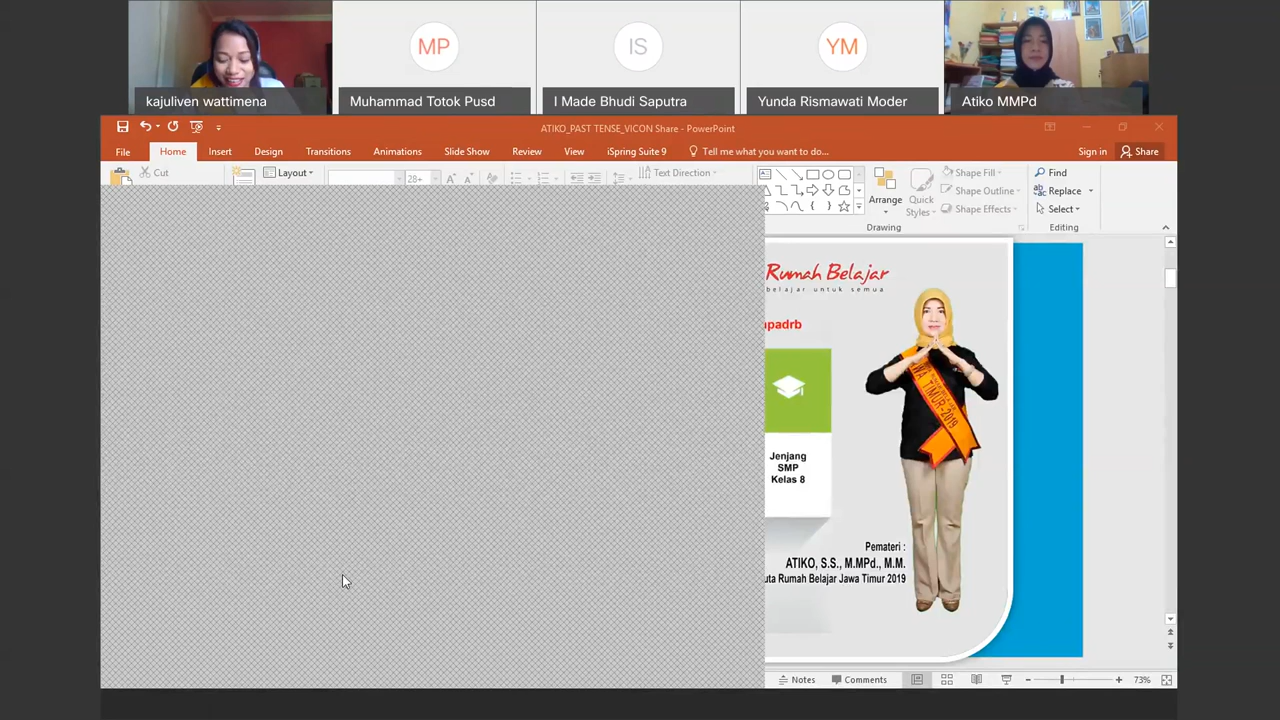 MP
IS
YM
kajuliven wattimena
Muhammad Totok Pusd
I Made Bhudi Saputra
Yunda Rismawati Moder
Atiko MMPd
ATIKO_PAST TENSE_VICON Share - PowerPoint
File
Home
Insert
Design
Transitions
Animations
Slide Show
Review
View
iSpring Suite 9
Tell me what you want to do...
Sign in
Share
Cut
Layout
28+
Text Direction
Shape Fill
Shape Outline
Shape Effects
Arrange
Quick
Styles
Find
Replace
Select
Drawing
Editing
Rumah Belajar
belajar untuk semua
upadrb
Jenjang
SMP
Kelas 8
TIMUR-2019
Pemateri :
ATIKO, S.S., M.MPd., M.M.
uta Rumah Belajar Jawa Timur 2019
Notes
Comments
73%